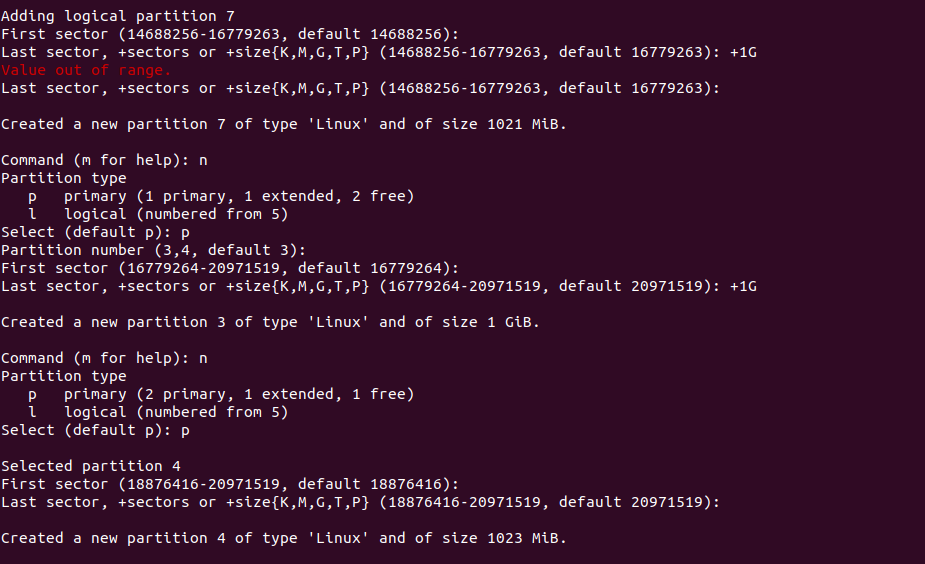 Adding logical partition 7
First sector (14688256-16779263, default 14688256):
Last sector, +sectors or +size{K,M,G,T,P} (14688256-16779263, default 16779263): +1G
Value out of range.
Last sector, +sectors or +size{K,M,G,T,P} (14688256-16779263, default 16779263):
Created a new partition 7 of type 'Linux' and of size 1021 MiB.
Command (m for help): n
Partition type
p   primary (1 primary, 1 extended, 2 free)
l   logical (numbered from 5)
Select (default p): p
Partition number (3,4, default 3):
First sector (16779264-20971519, default 16779264):
Last sector, +sectors or +size{K,M,G,T,P} (16779264-20971519, default 20971519): +1G
Created a new partition 3 of type 'Linux' and of size 1 GiB.
Command (m for help): n
Partition type
p   primary (2 primary, 1 extended, 1 free)
l   logical (numbered from 5)
Select (default p): p
Selected partition 4
First sector (18876416-20971519, default 18876416):
Last sector, +sectors or +size{K,M,G,T,P} (18876416-20971519, default 20971519):
Created a new partition 4 of type 'Linux' and of size 1023 MiB.